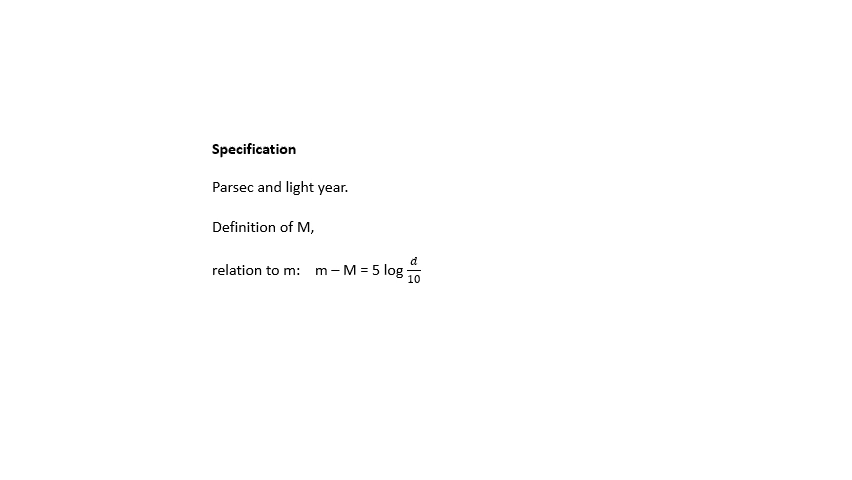 Specification
Parsec and light year.
Definition of M,
relation to m: m – M = 5 log d/10